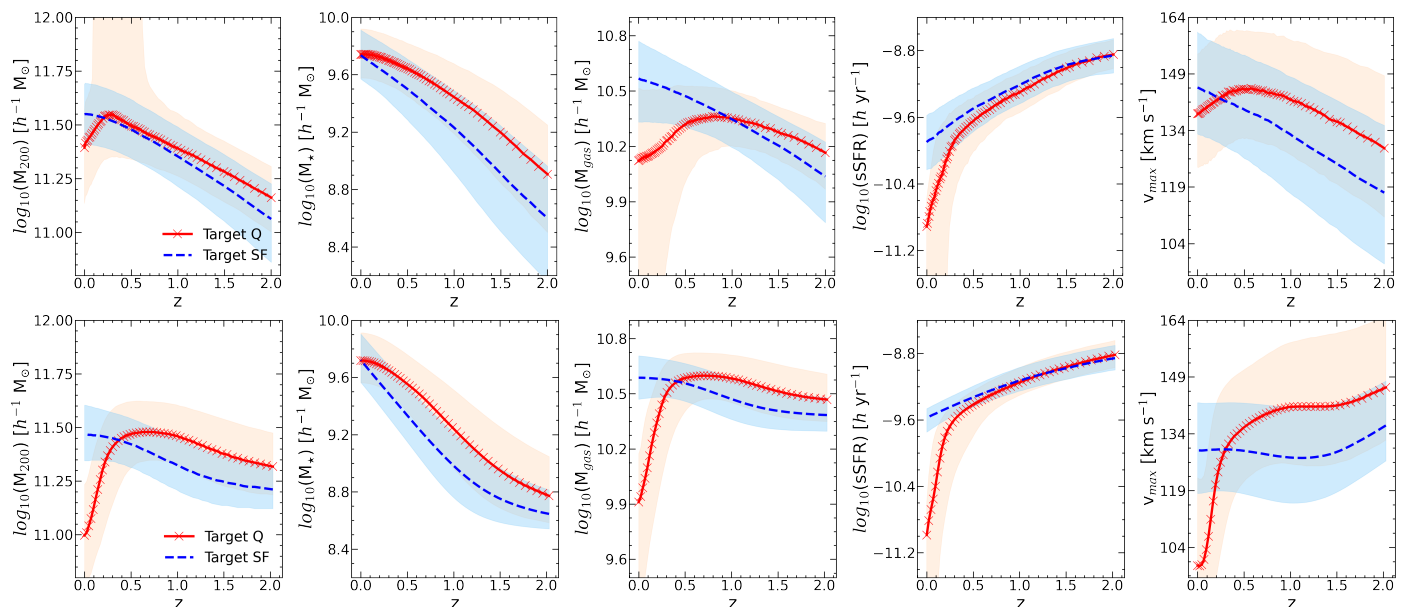 12.00
11.50
11.00
log10(M200) [h−1 M⊙]
Target Q
Target SF
0.0 0.5 1.0 1.5 2.0
z
10.0
9.6
9.2
8.8
8.4
log10(M⋆) [h−1 M⊙]
0.0 0.5 1.0 1.5 2.0
z
10.8
10.5
10.2
9.9
9.6
log10(Mgas) [h−1 M⊙]
0.0 0.5 1.0 1.5 2.0
z
−8.8
−9.6
−10.4
−11.2
log10(sSFR) [h yr−1]
0.0 0.5 1.0 1.5 2.0
z
164
149
134
119
104
vmax [km s−1]
0.0 0.5 1.0 1.5 2.0
z
12.00
11.50
11.00
log10(M200) [h−1 M⊙]
Target Q
Target SF
0.0 0.5 1.0 1.5 2.0
z
10.0
9.6
9.2
8.8
8.4
log10(M⋆) [h−1 M⊙]
0.0 0.5 1.0 1.5 2.0
z
10.8
10.5
10.2
9.9
9.6
log10(Mgas) [h−1 M⊙]
0.0 0.5 1.0 1.5 2.0
z
−8.8
−9.6
−10.4
−11.2
log10(sSFR) [h yr−1]
0.0 0.5 1.0 1.5 2.0
z
164
149
134
119
104
vmax [km s−1]
0.0 0.5 1.0 1.5 2.0
z